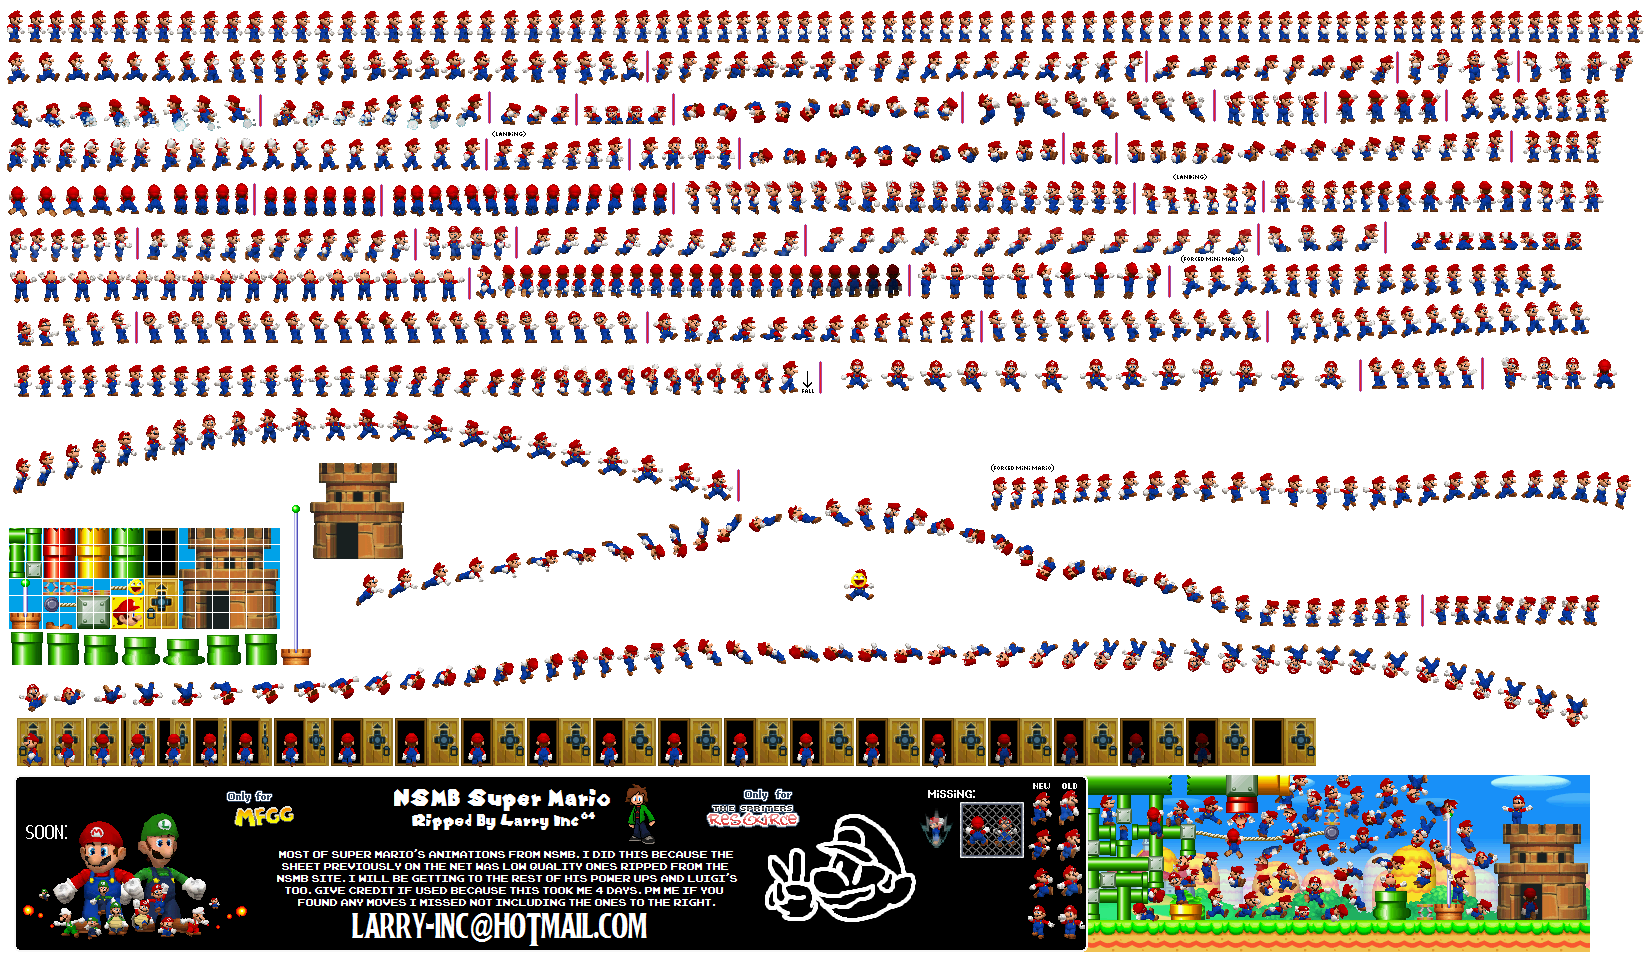 (LANDING)
(LANDING)
(FORCED MINI MARIO)
FALL
(FORCED MINI MARIO)
SOON:
Only for
MFGG
NSMB Super Mario
Ripped By Larry Inc 64
Only for
THE SPRITERS
RESOURCE
MISSING:
NEW OLD
MOST OF SUPER MARIO'S ANIMATIONS FROM NSMB. I DID THIS BECAUSE THE
SHEET PREVIOUSLY ON THE NET WAS LOW QUALITY ONES RIPPED FROM THE
NSMB SITE. I WILL BE GETTING TO THE REST OF HIS POWER UPS AND LUIGI'S
TOO. GIVE CREDIT IF USED BECAUSE THIS TOOK ME 4 DAYS. PM ME IF YOU
FOUND ANY MOVES I MISSED NOT INCLUDING THE ONES TO THE RIGHT.
LARRY-INC@HOTMAIL.COM